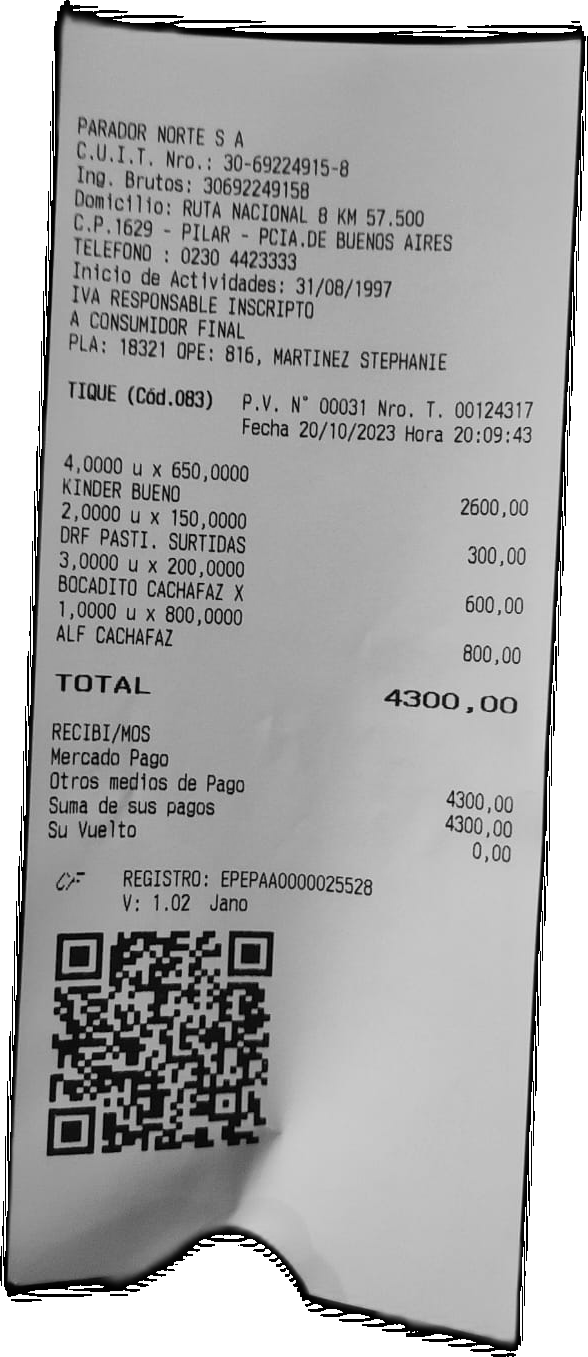 PARADOR NORTE S A
C.U.I.T. Nro.: 30-69224915-8
Ing. Brutos: 30692249158
Domicilio: RUTA NACIONAL 8 KM 57.500
C.P.1629 - PILAR - PCIA.DE BUENOS AIRES
TELEFONO : 0230 4423333
Inicio de Actividades: 31/08/1997
IVA RESPONSABLE INSCRIPTO
A CONSUMIDOR FINAL
PLA: 18321 OPE: 816, MARTINEZ STEPHANIE
TIQUE (Cód.083) P.V. N° 00031 Nro. T. 00124317
Fecha 20/10/2023 Hora 20:09:43
4,0000 u x 650,0000
KINDER BUENO 2600,00
2,0000 u x 150,0000
DRF PASTI. SURTIDAS 300,00
3,0000 u x 200,0000
BOCADITO CACHAFAZ X 600,00
1,0000 u x 800,0000
ALF CACHAFAZ 800,00
TOTAL 4300,00
RECIBI/MOS
Mercado Pago
Otros medios de Pago 4300,00
Suma de sus pagos 4300,00
Su Vuelto 0,00
CF REGISTRO: EPEPAA0000025528
V: 1.02 Jano